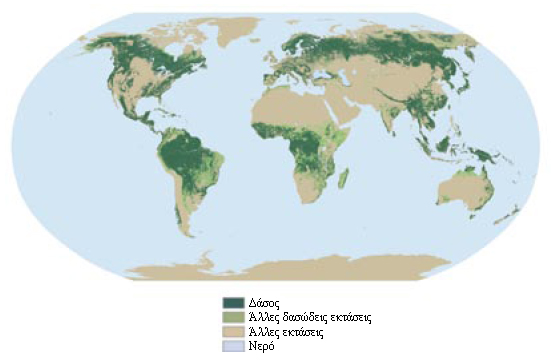 Δάσος
Άλλες δασώδεις εκτάσεις
Άλλες εκτάσεις
Νερό